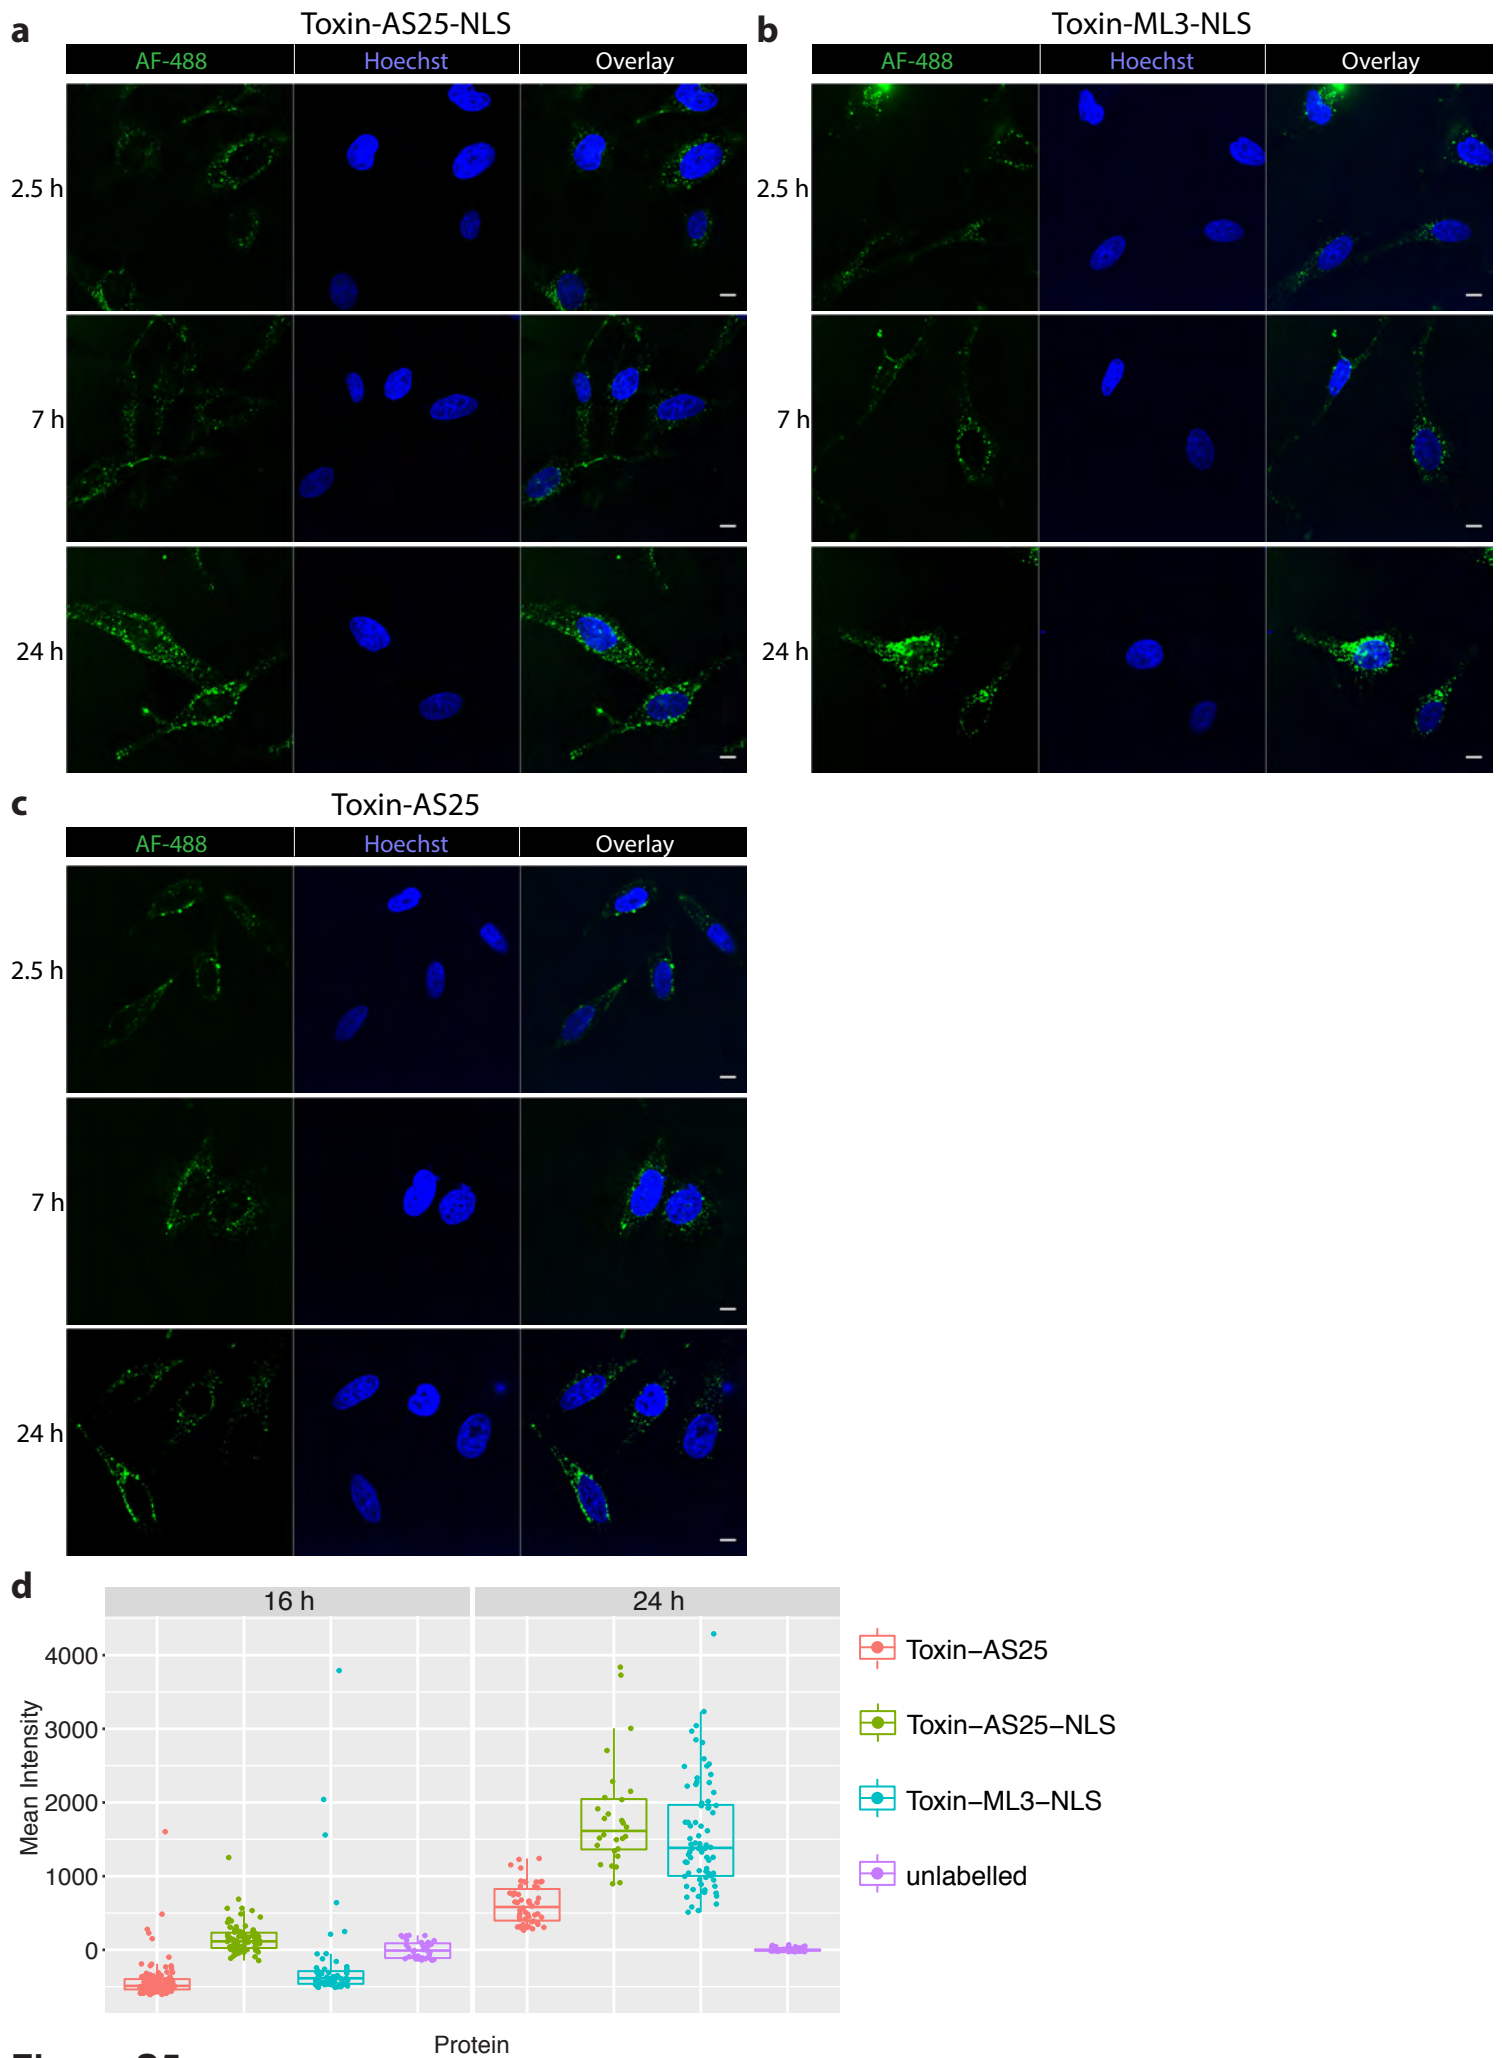 a
Toxin-AS25-NLS
AF-488 Hoechst Overlay
2.5 h
7 h
24 h
b
Toxin-ML3-NLS
AF-488 Hoechst Overlay
2.5 h
7 h
24 h
c
Toxin-AS25
AF-488 Hoechst Overlay
2.5 h
7 h
24 h
d
16 h 24 h
Mean Intensity
4000
3000
2000
1000
0
Protein
Toxin−AS25
Toxin−AS25−NLS
Toxin−ML3−NLS
unlabelled